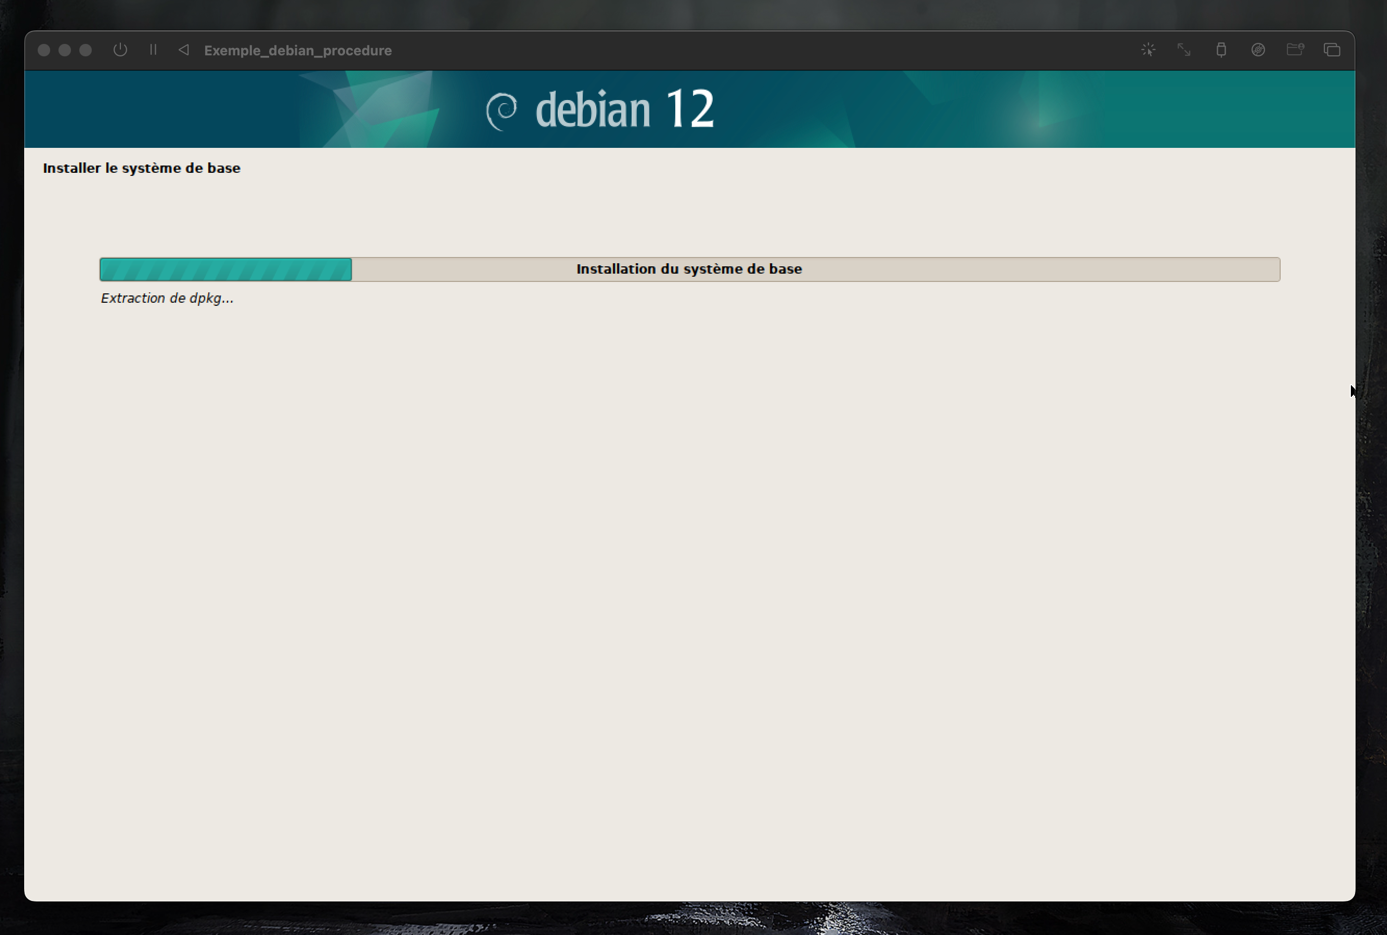 Exemple_debian_procedure
debian 12
Installer le système de base
Installation du système de base
Extraction de dpkg...